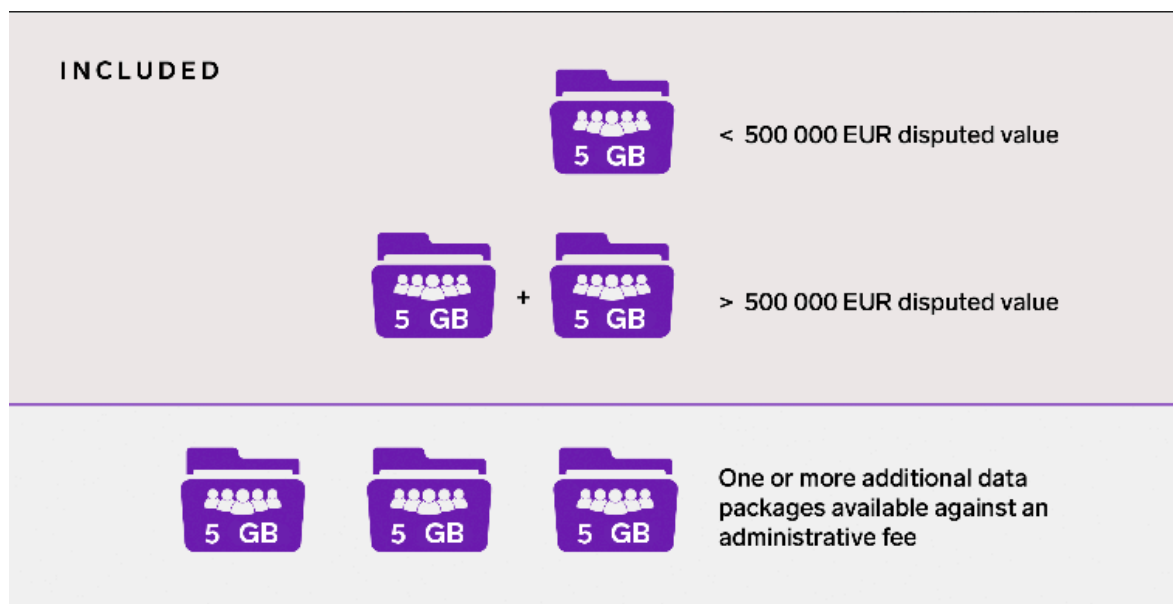 INCLUDED
5 GB
< 500 000 EUR disputed value
5 GB
+
5 GB
> 500 000 EUR disputed value
5 GB
5 GB
5 GB
One or more additional data
packages available against an
administrative fee